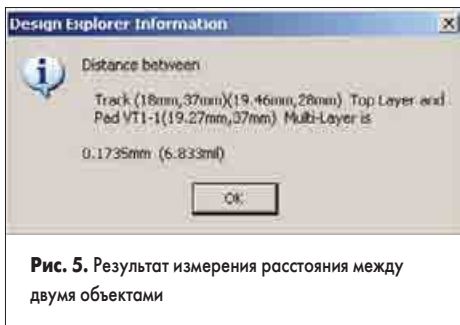 Design Explorer Information
Distance between
Track (18mm,37mm)(19.46mm,28mm) Top Layer and
Pad VT1-1(19.27mm,37mm) Multi-Layer is
0.1735mm (6.833mil)
OK
Рис. 5. Результат измерения расстояния между
двумя объектами